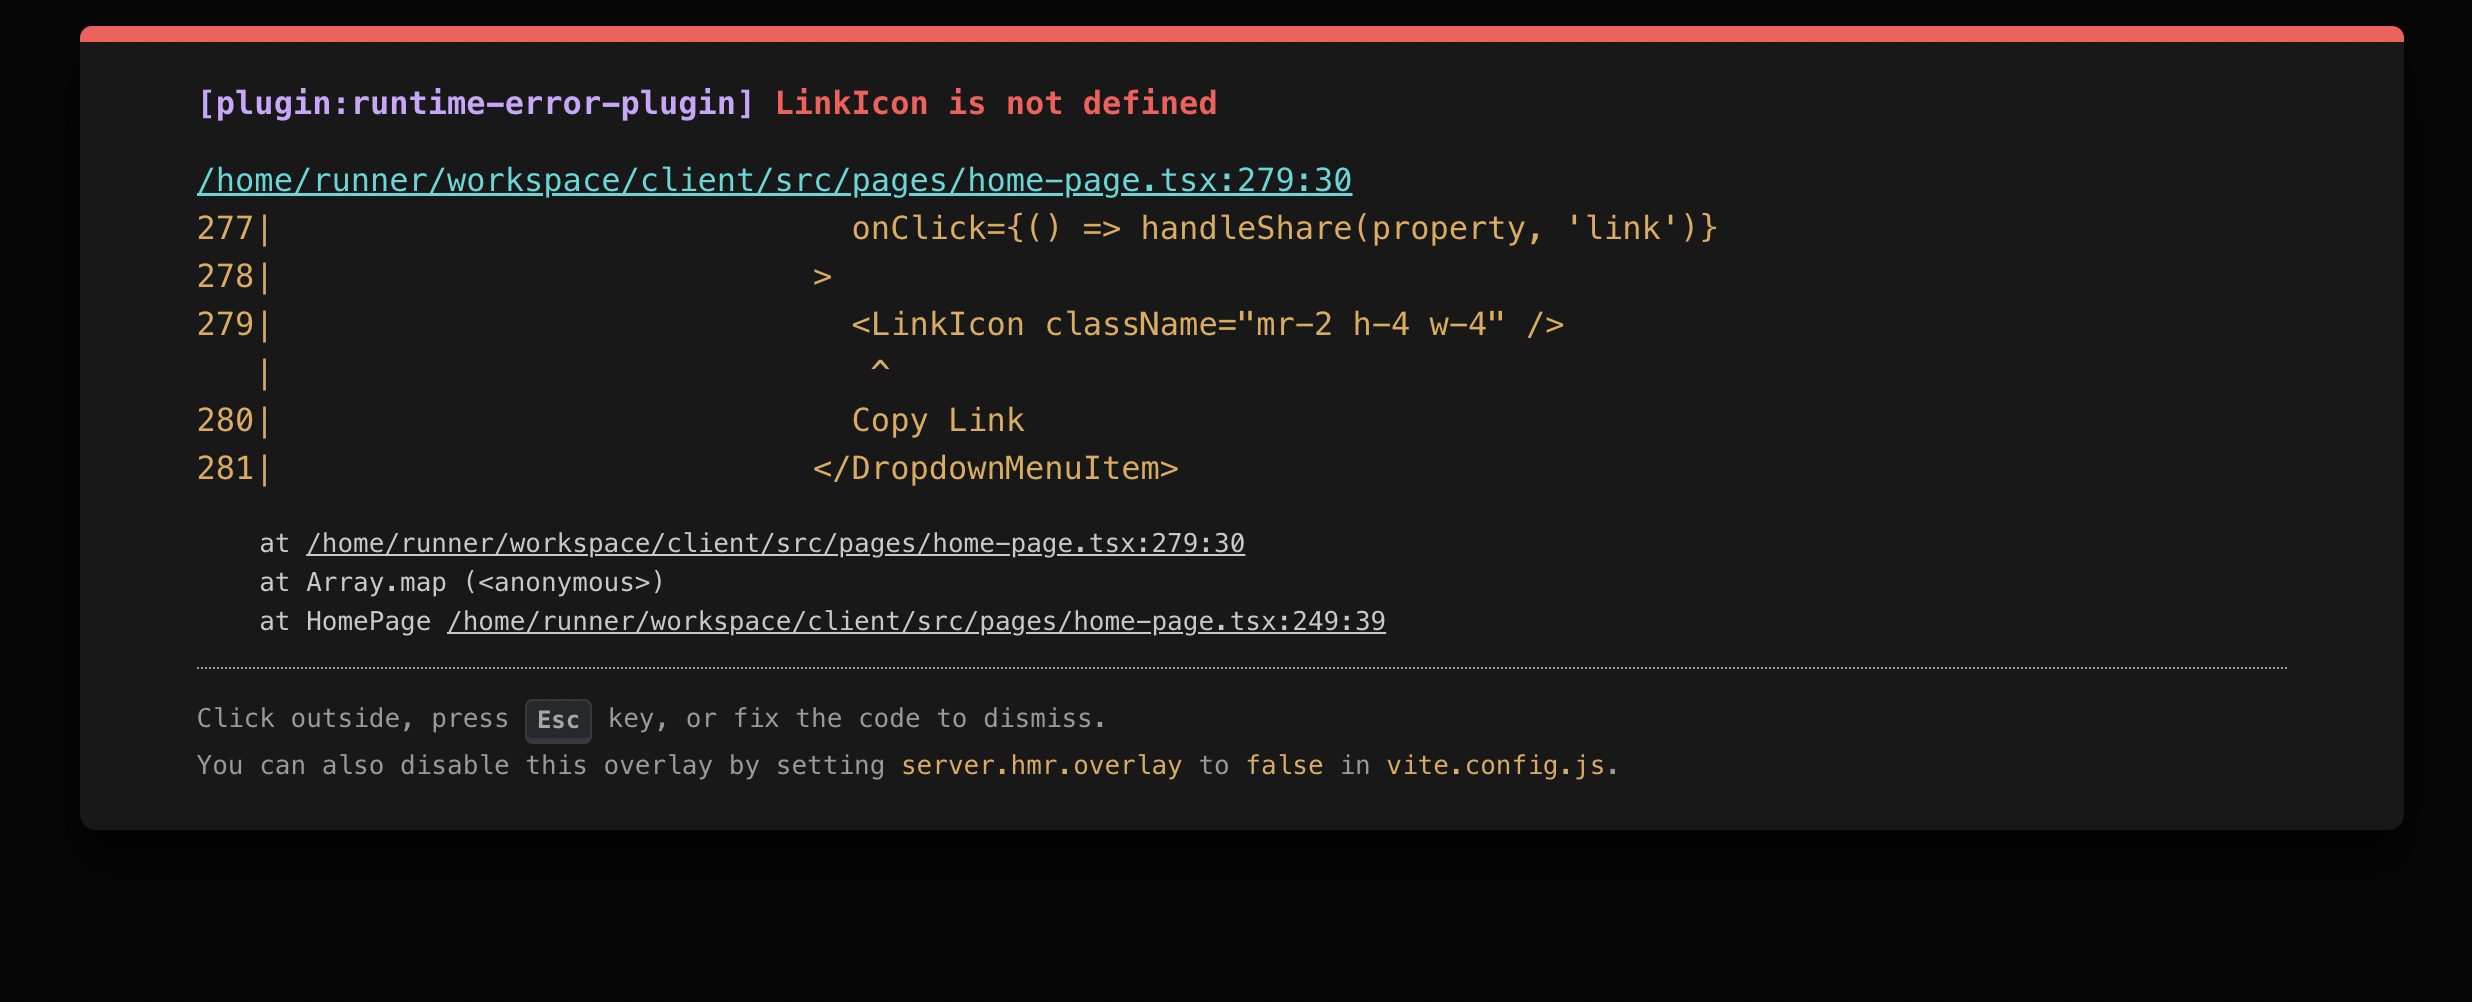 [plugin:runtime-error-plugin] LinkIcon is not defined
/home/runner/workspace/client/src/pages/home-page.tsx:279:30
277|                              onClick={() => handleShare(property, 'link')}
278|                            >
279|                              <LinkIcon className="mr-2 h-4 w-4" />
   |                               ^
280|                              Copy Link
281|                            </DropdownMenuItem>
    at /home/runner/workspace/client/src/pages/home-page.tsx:279:30
    at Array.map (<anonymous>)
    at HomePage /home/runner/workspace/client/src/pages/home-page.tsx:249:39
Click outside, press Esc key, or fix the code to dismiss.
You can also disable this overlay by setting server.hmr.overlay to false in vite.config.js.